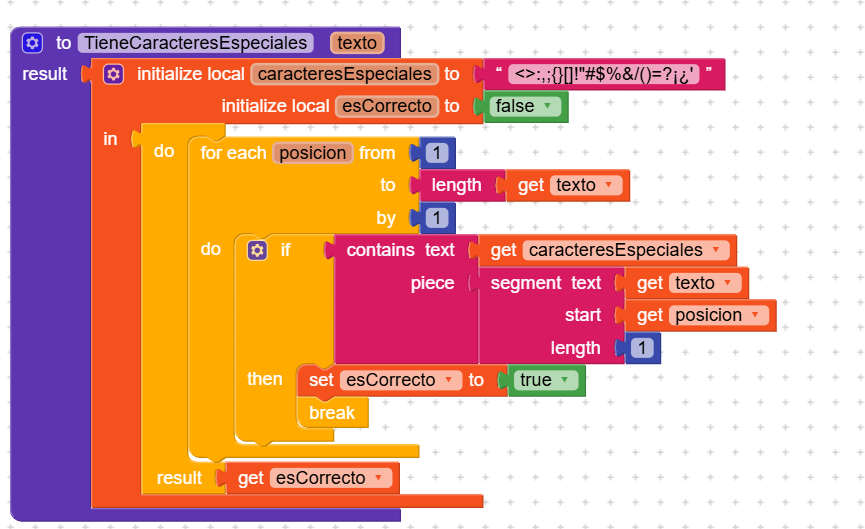 to TieneCaracteresEspeciales texto
result initialize local caracteresEspeciales to “ <>:,;{}[]!"#$%&/()=?¡¿' ”
initialize local esCorrecto to false
in do for each posicion from 1
to length get texto
by 1
do if contains text get caracteresEspeciales
piece segment text get texto
start get posicion
length 1
then set esCorrecto to true
break
result get esCorrecto